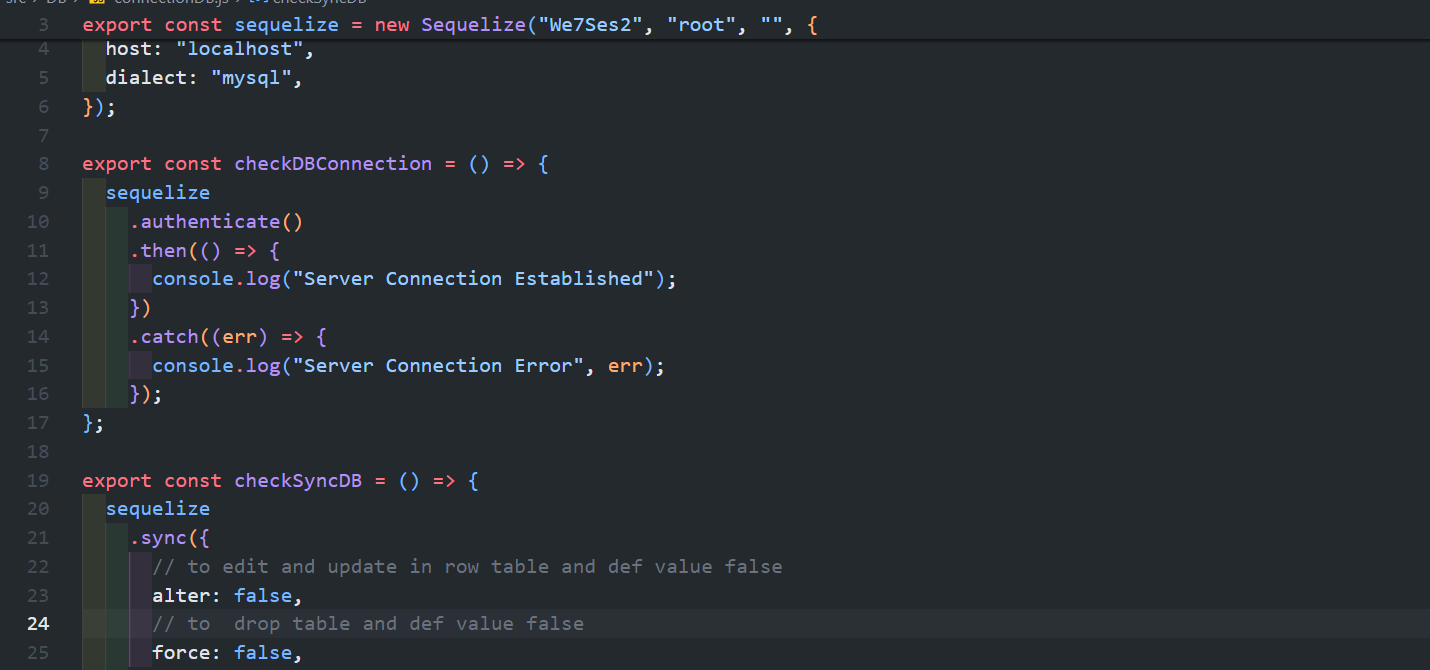 src > DB > connectionDB.js > checkSyncDB
3 export const sequelize = new Sequelize("We7Ses2", "root", "", {
4 host: "localhost",
5 dialect: "mysql",
6 });
7
8 export const checkDBConnection = () => {
9 sequelize
10 .authenticate()
11 .then(() => {
12 console.log("Server Connection Established");
13 })
14 .catch((err) => {
15 console.log("Server Connection Error", err);
16 });
17 };
18
19 export const checkSyncDB = () => {
20 sequelize
21 .sync({
22 // to edit and update in row table and def value false
23 alter: false,
24 // to  drop table and def value false
25 force: false,